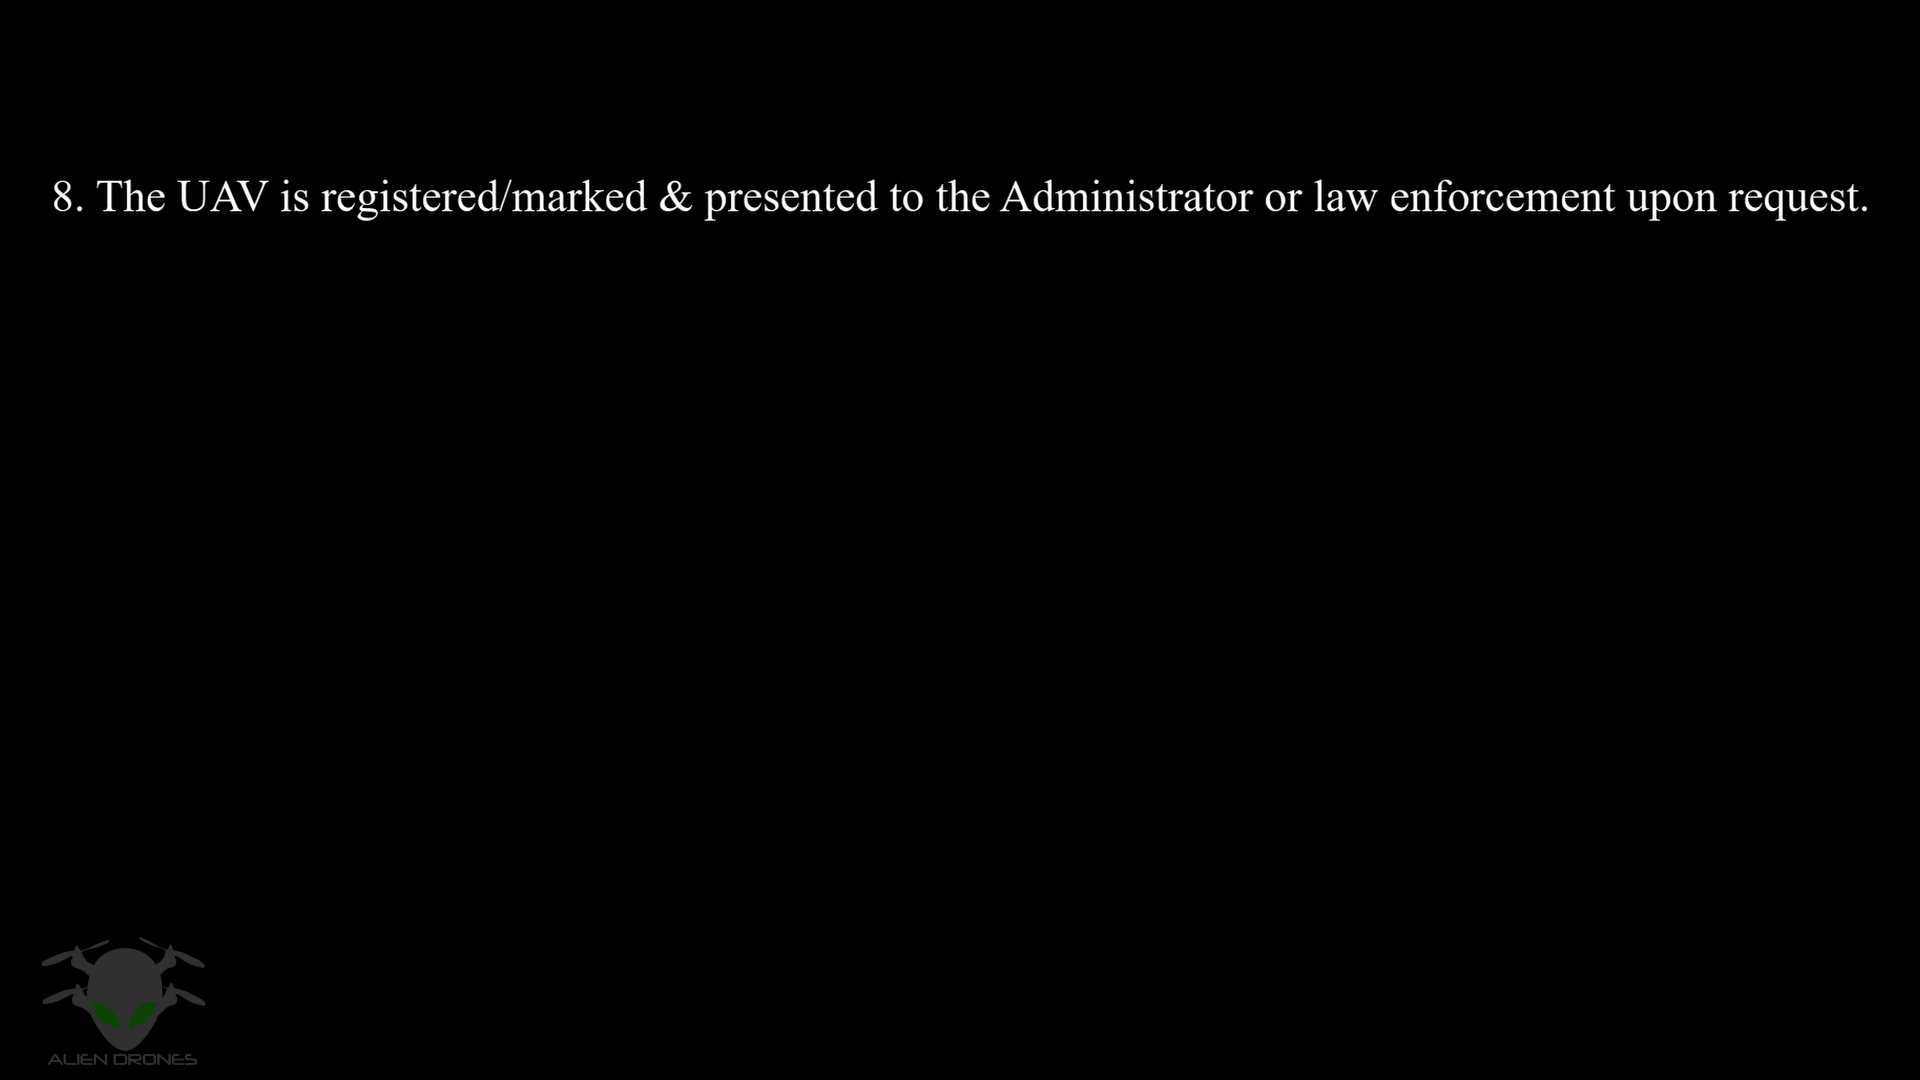 8. The UAV is registered/marked & presented to the Administrator or law enforcement upon request.
ALIEN DRONES